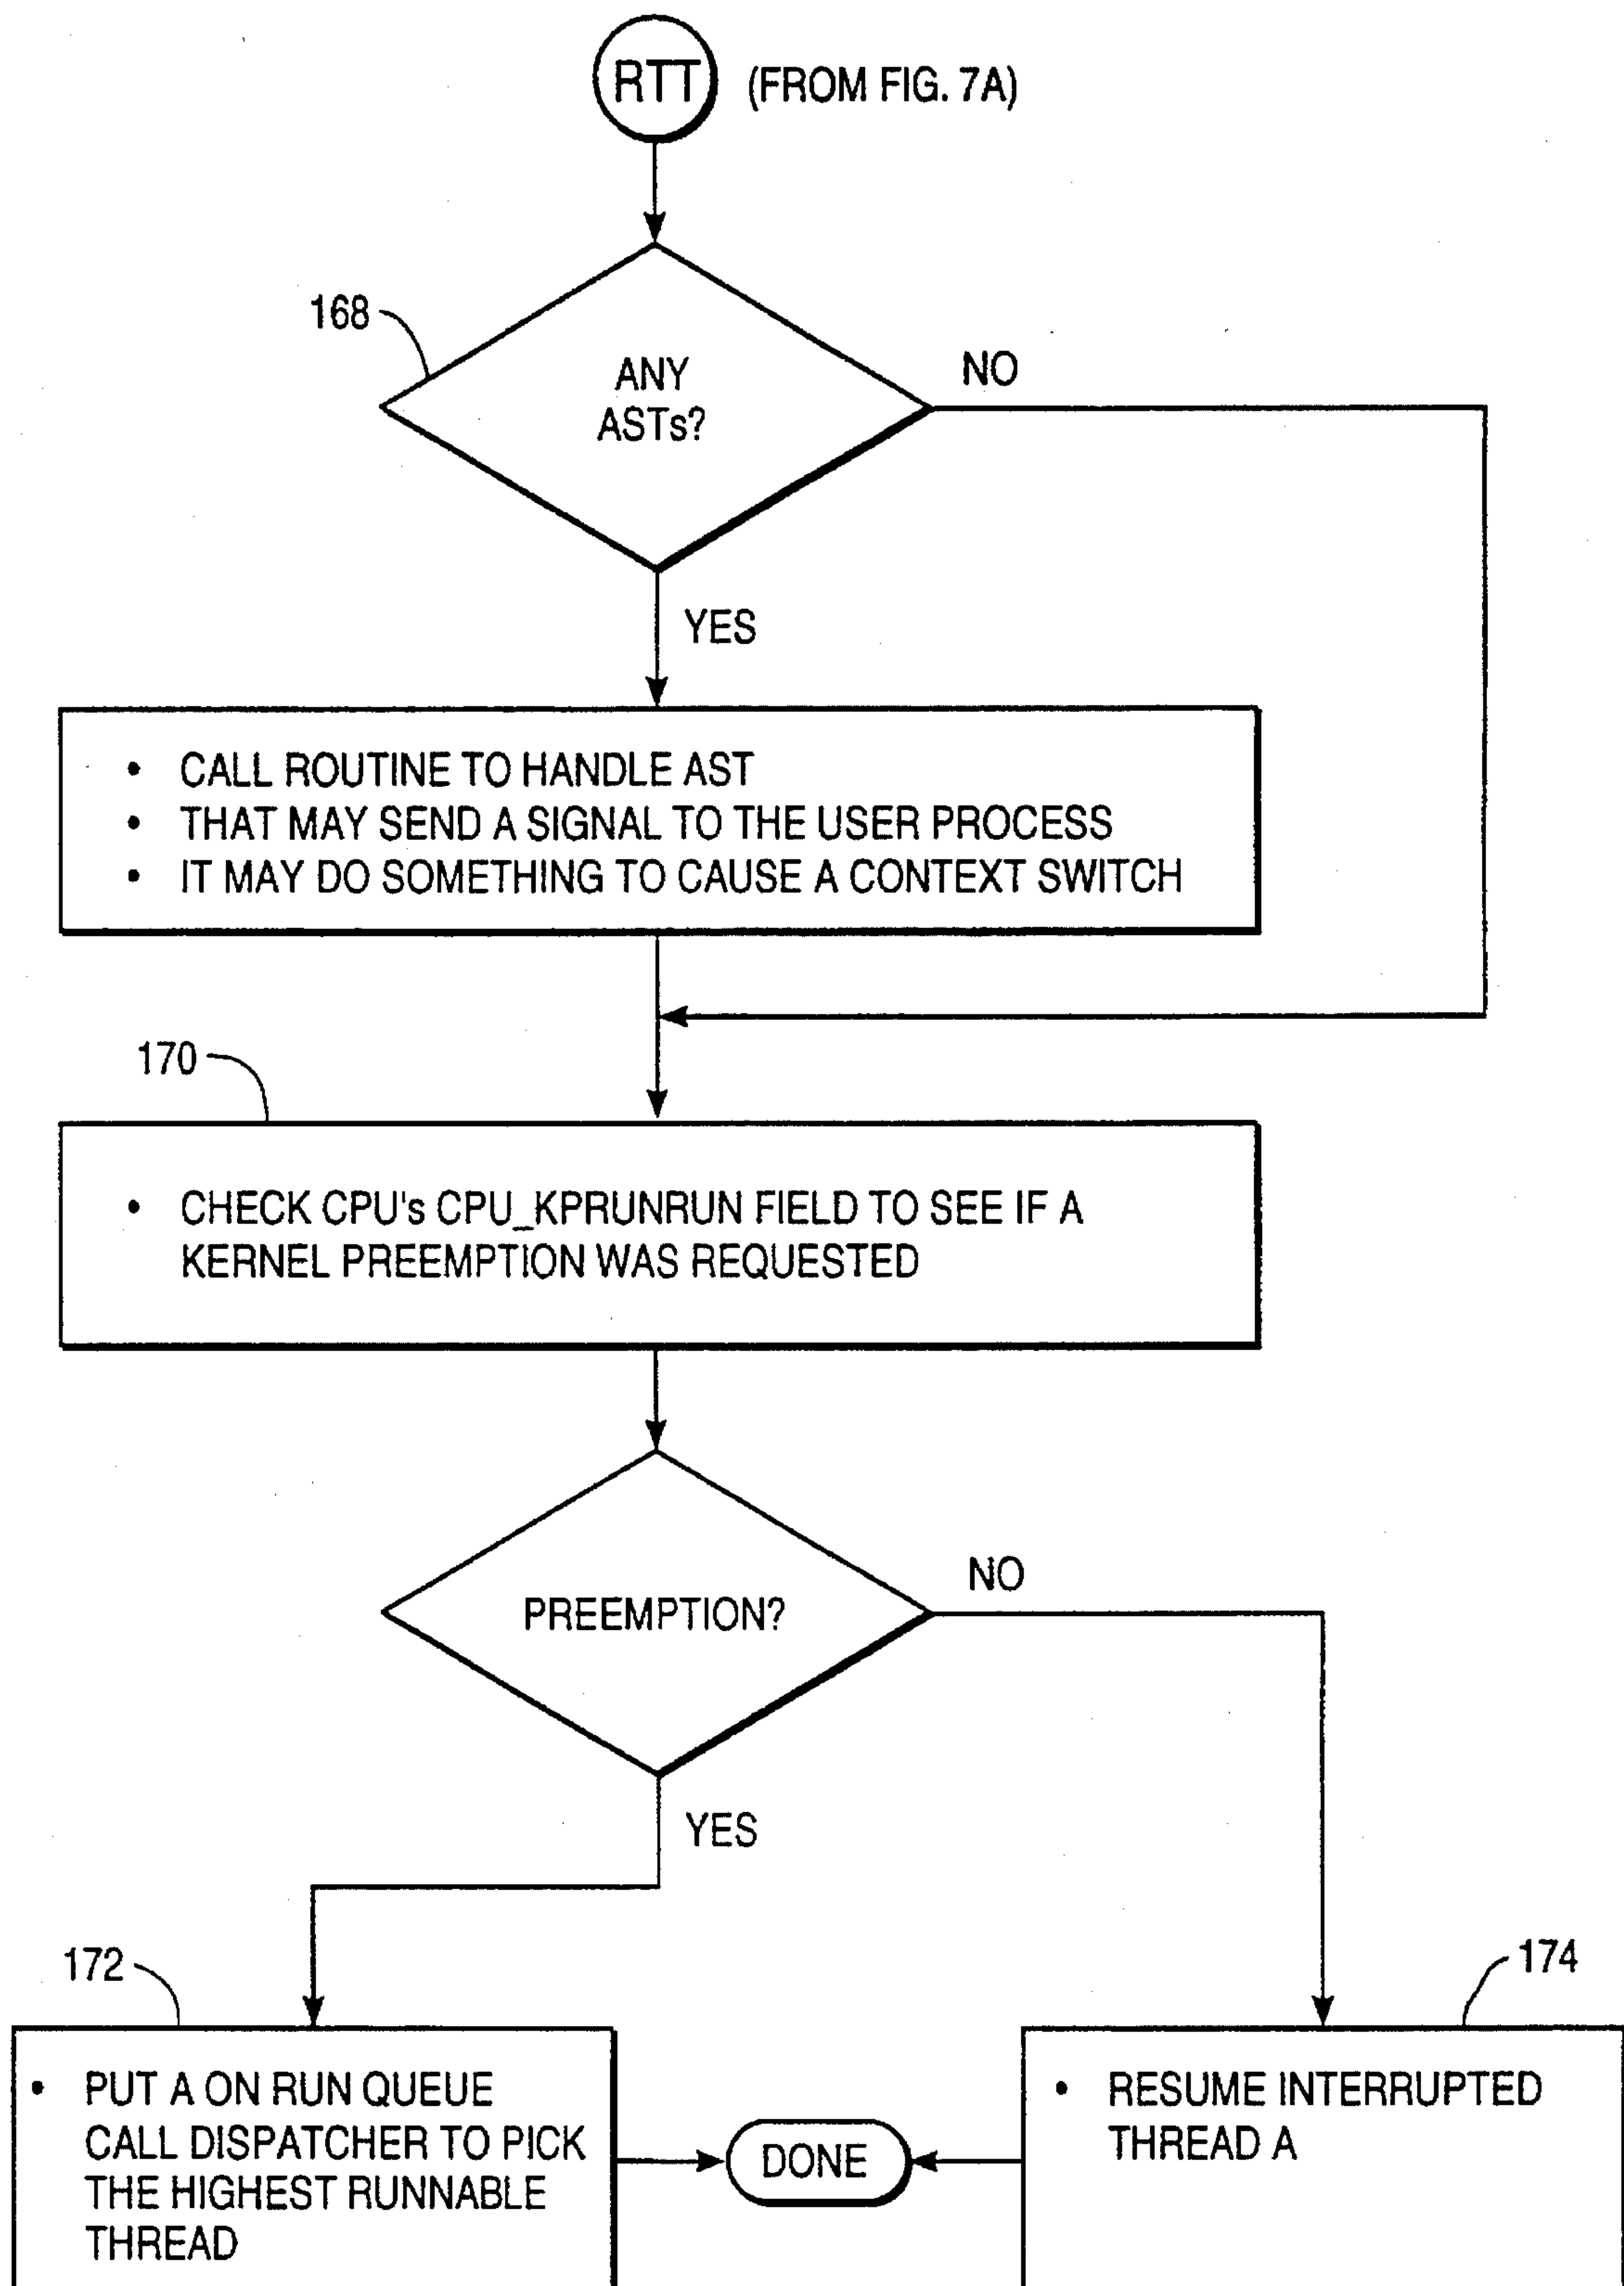 RTT (FROM FIG. 7A)
168
ANY
ASTs?
NO
YES
• CALL ROUTINE TO HANDLE AST
• THAT MAY SEND A SIGNAL TO THE USER PROCESS
• IT MAY DO SOMETHING TO CAUSE A CONTEXT SWITCH
170
• CHECK CPU's CPU_KPRUNRUN FIELD TO SEE IF A
KERNEL PREEMPTION WAS REQUESTED
PREEMPTION?
NO
YES
172
• PUT A ON RUN QUEUE
CALL DISPATCHER TO PICK
THE HIGHEST RUNNABLE
THREAD
DONE
174
• RESUME INTERRUPTED
THREAD A